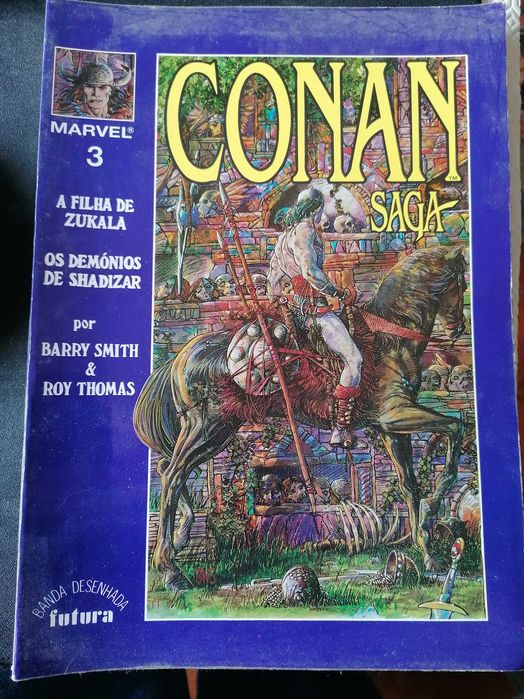 MARVEL®
3
CONAN
SAGA
TM
A FILHA DE
ZUKALA
OS DEMÓNIOS
DE SHADIZAR
por
BARRY SMITH
&
ROY THOMAS
BANDA DESENHADA
futura